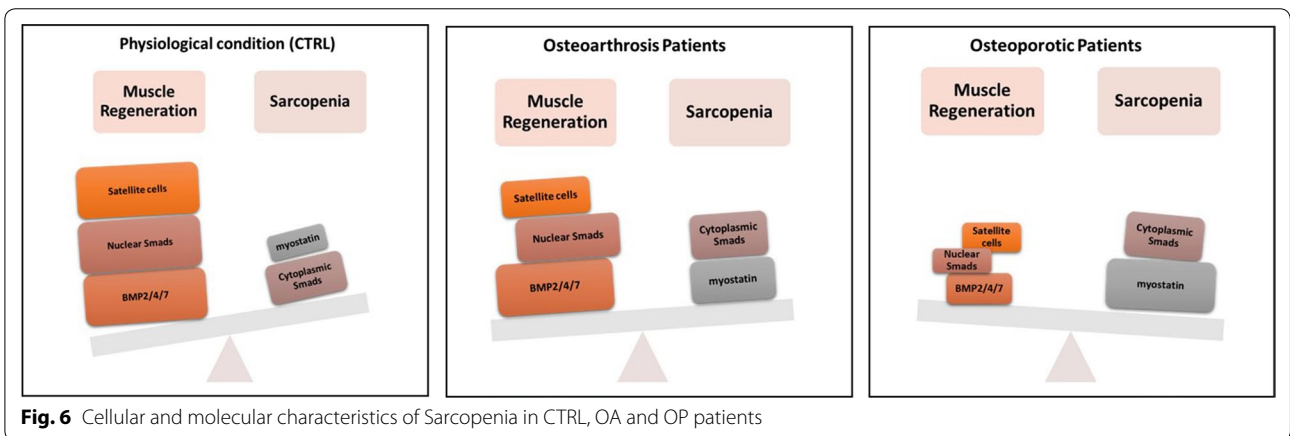 Physiological condition (CTRL)
Muscle
Regeneration
Sarcopenia
Satellite cells
Nuclear Smads
BMP2/4/7
myostatin
Cytoplasmic
Smads
Osteoarthrosis Patients
Muscle
Regeneration
Sarcopenia
Satellite cells
Nuclear Smads
BMP2/4/7
Cytoplasmic
Smads
myostatin
Osteoporotic Patients
Muscle
Regeneration
Sarcopenia
Satellite
cells
Nuclear
Smads
BMP2/4/7
Cytoplasmic
Smads
myostatin
Fig. 6 Cellular and molecular characteristics of Sarcopenia in CTRL, OA and OP patients